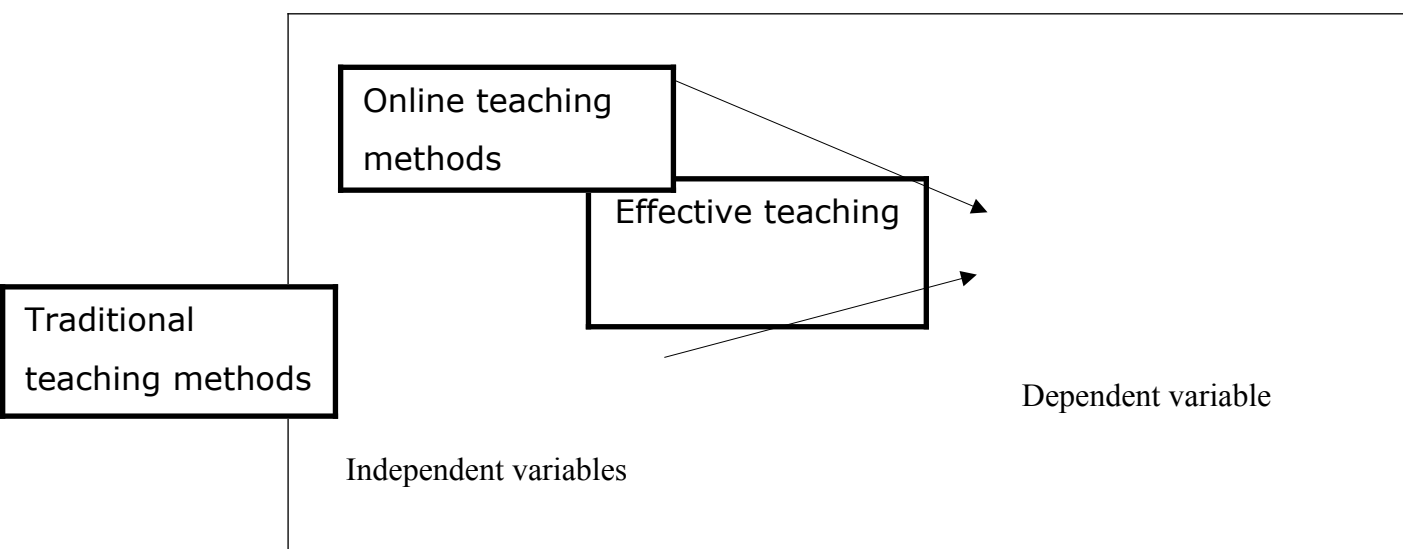 Online teaching
methods
Effective teaching
Traditional
teaching methods
Dependent variable
Independent variables